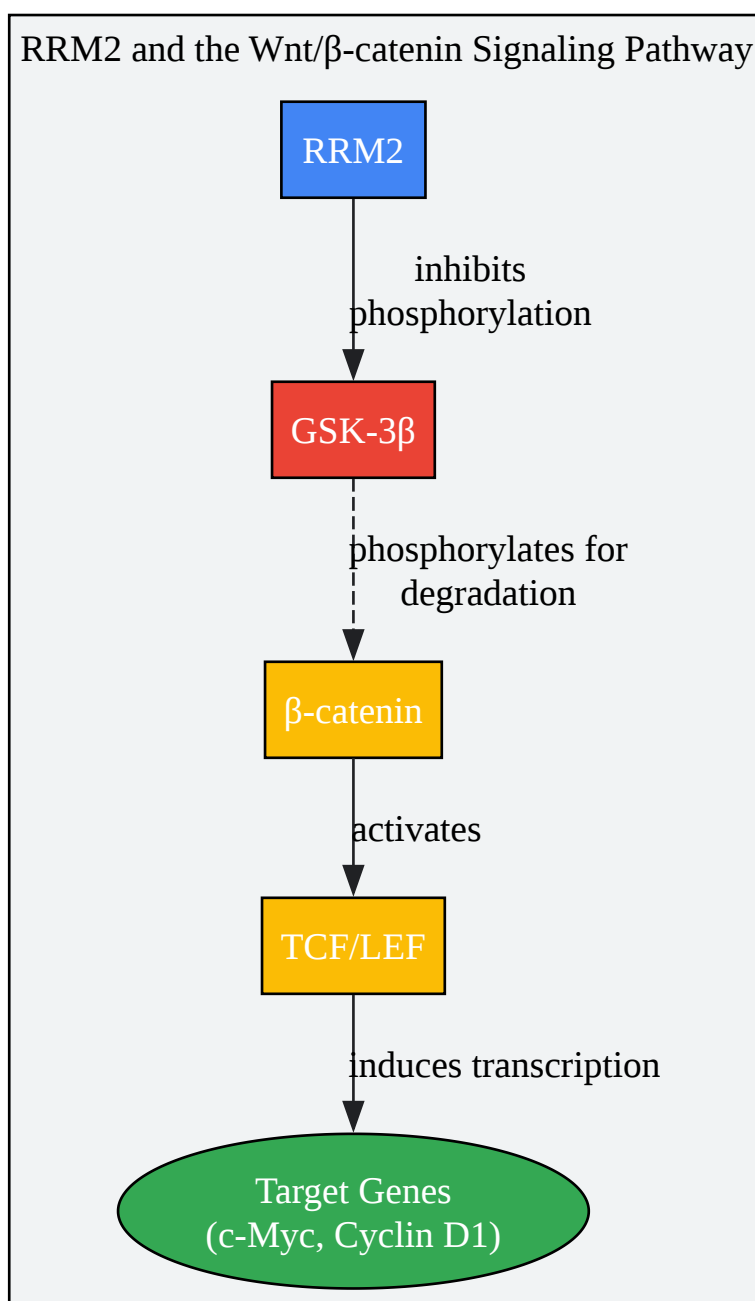 RRM2 and the Wnt/β-catenin Signaling Pathway
RRM2
inhibits
phosphorylation
GSK-3β
phosphorylates for
degradation
β-catenin
activates
TCF/LEF
induces transcription
Target Genes
(c-Myc, Cyclin D1)